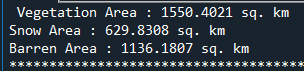 Vegetation Area : 1550.4021 sq. km
Snow Area : 629.8308 sq. km
Barren Area : 1136.1807 sq. km
******************************************